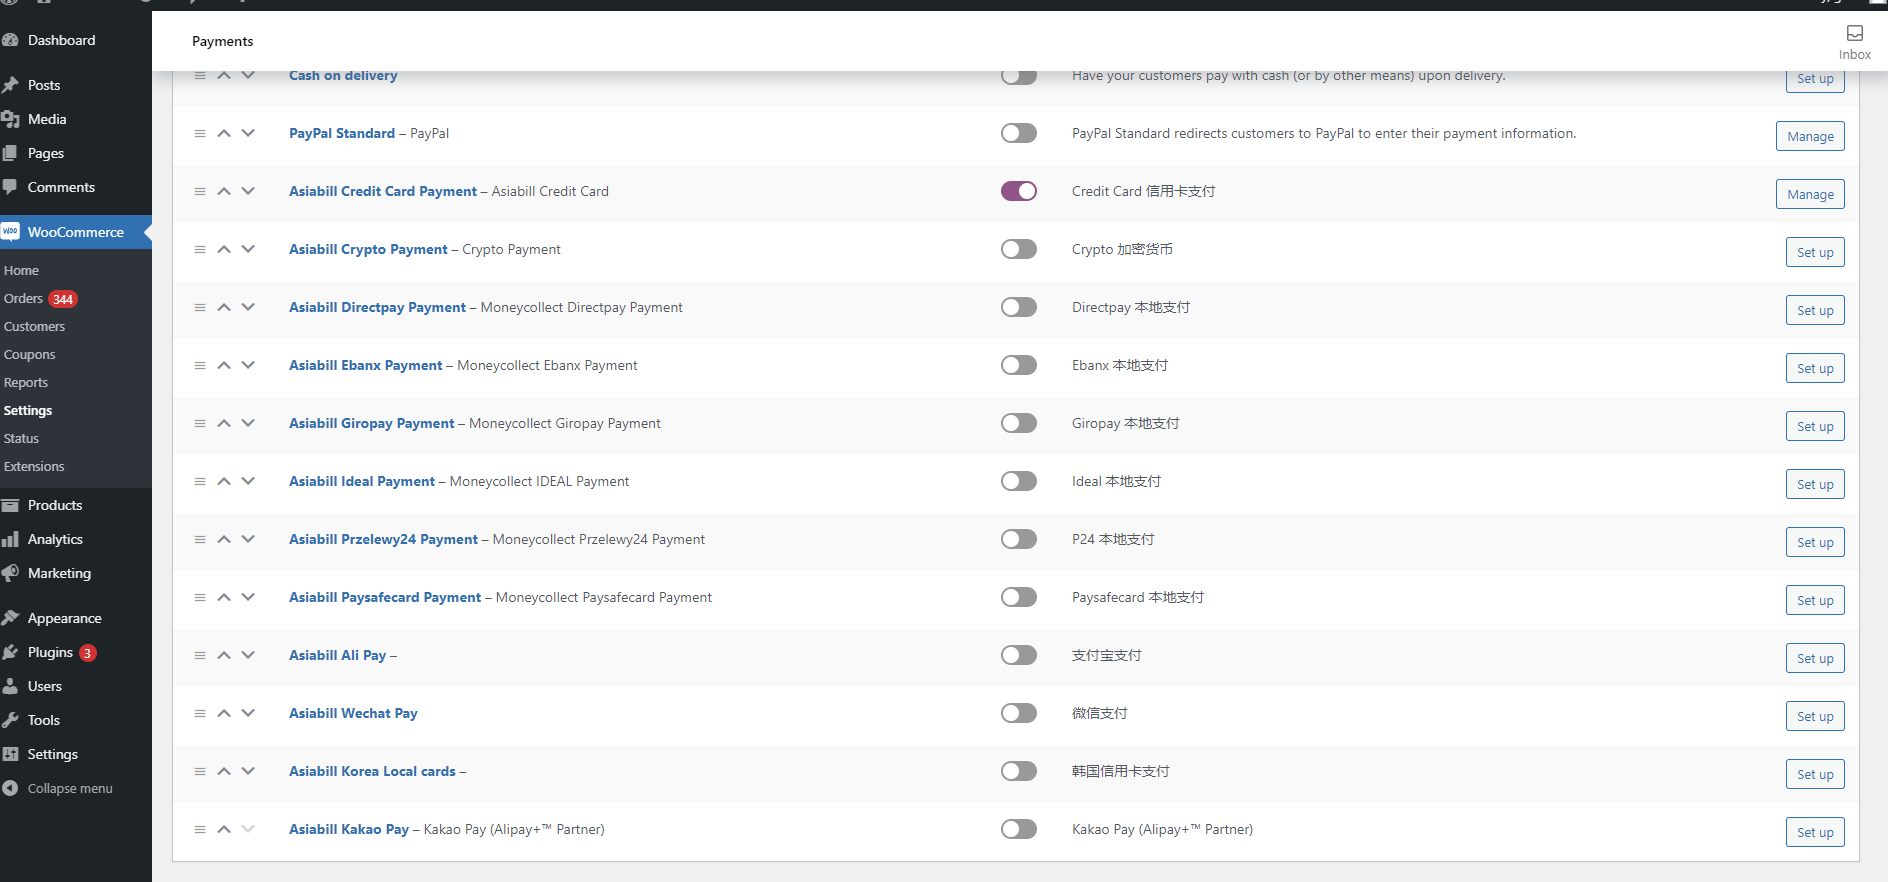 Dashboard
Posts
Media
Pages
Comments
WOO WooCommerce
Home
Orders 344
Customers
Coupons
Reports
Settings
Status
Extensions
Products
Analytics
Marketing
Appearance
Plugins 3
Users
Tools
Settings
Collapse menu
Payments
Inbox
Cash on delivery Have your customers pay with cash (or by other means) upon delivery. Set up
PayPal Standard – PayPal PayPal Standard redirects customers to PayPal to enter their payment information. Manage
Asiabill Credit Card Payment – Asiabill Credit Card Credit Card 信用卡支付 Manage
Asiabill Crypto Payment – Crypto Payment Crypto 加密货币 Set up
Asiabill Directpay Payment – Moneycollect Directpay Payment Directpay 本地支付 Set up
Asiabill Ebanx Payment – Moneycollect Ebanx Payment Ebanx 本地支付 Set up
Asiabill Giropay Payment – Moneycollect Giropay Payment Giropay 本地支付 Set up
Asiabill Ideal Payment – Moneycollect IDEAL Payment Ideal 本地支付 Set up
Asiabill Przelewy24 Payment – Moneycollect Przelewy24 Payment P24 本地支付 Set up
Asiabill Paysafecard Payment – Moneycollect Paysafecard Payment Paysafecard 本地支付 Set up
Asiabill Ali Pay – 支付宝支付 Set up
Asiabill Wechat Pay 微信支付 Set up
Asiabill Korea Local cards – 韩国信用卡支付 Set up
Asiabill Kakao Pay – Kakao Pay (Alipay+™ Partner) Kakao Pay (Alipay+™ Partner) Set up